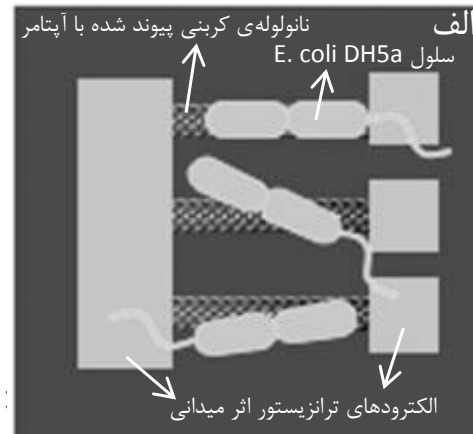 الف
نانولوله‌ی کربنی پیوند شده با آپتامر
سلول E. coli DH5a
الکترودهای ترانزیستور اثر میدانی